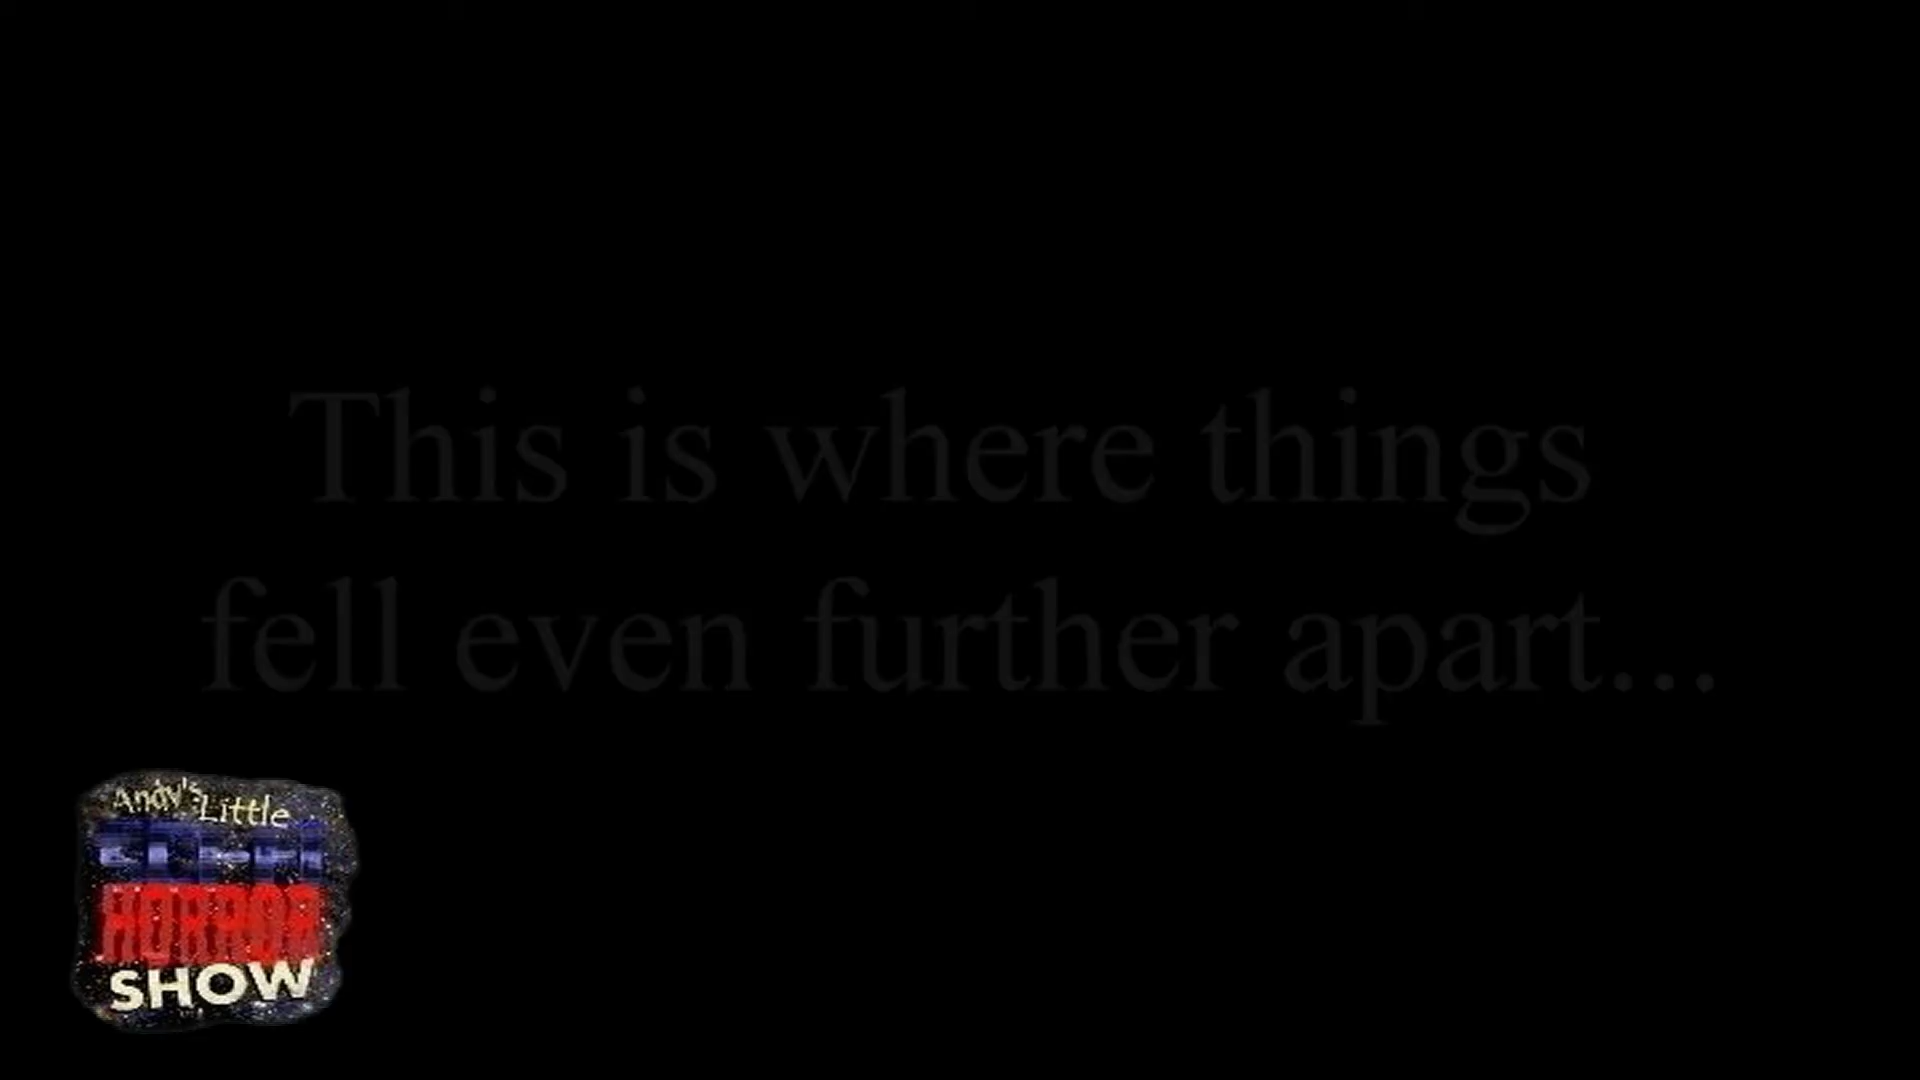 This is where things
fell even further apart...
Andy's Little
HORROR
SHOW